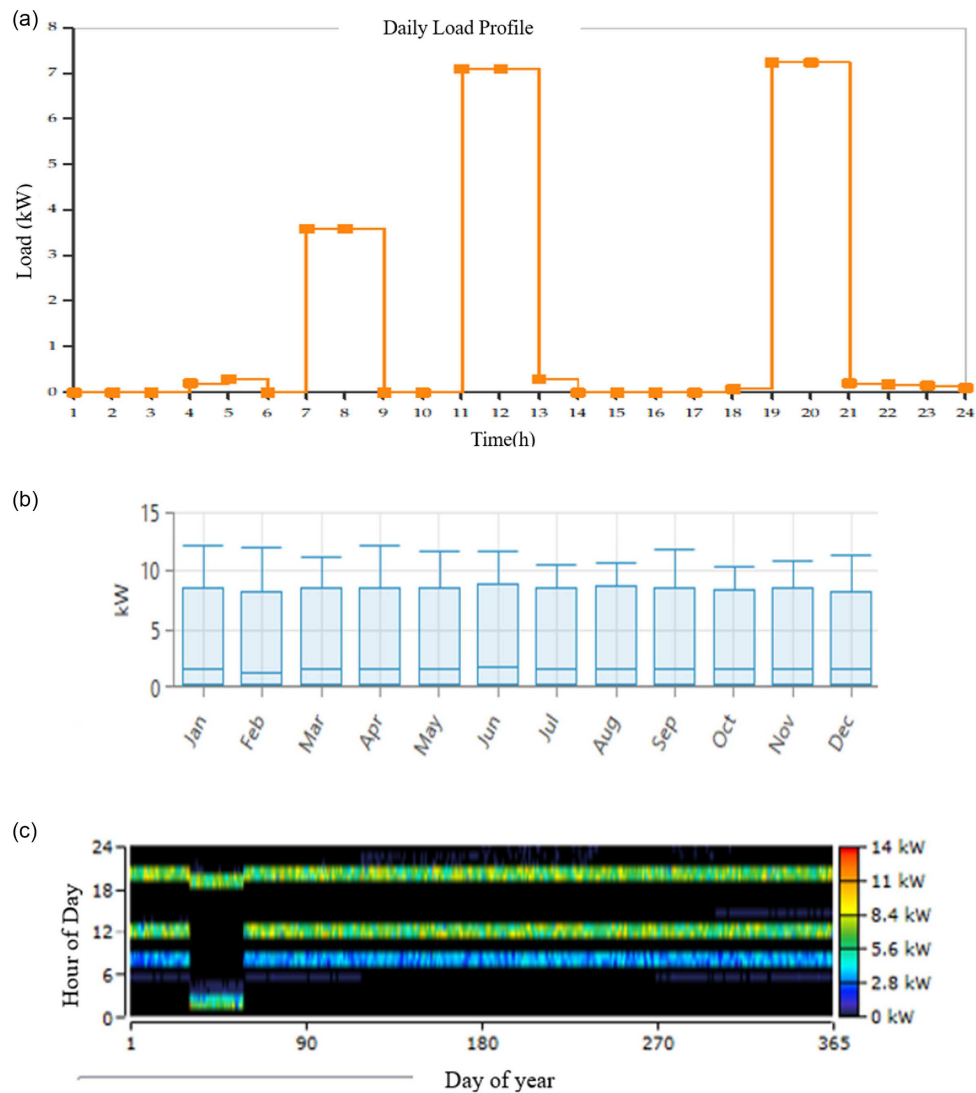 (a)
Daily Load Profile
8
7
6
5
4
3
2
1
0
Load (kW)
1 2 3 4 5 6 7 8 9 10 11 12 13 14 15 16 17 18 19 20 21 22 23 24
Time(h)
(b)
15
10
5
0
kW
Jan Feb Mar Apr May Jun Jul Aug Sep Oct Nov Dec
(c)
24
18
12
6
0
Hour of Day
14 kW
11 kW
8.4 kW
5.6 kW
2.8 kW
0 kW
1 90 180 270 365
Day of year